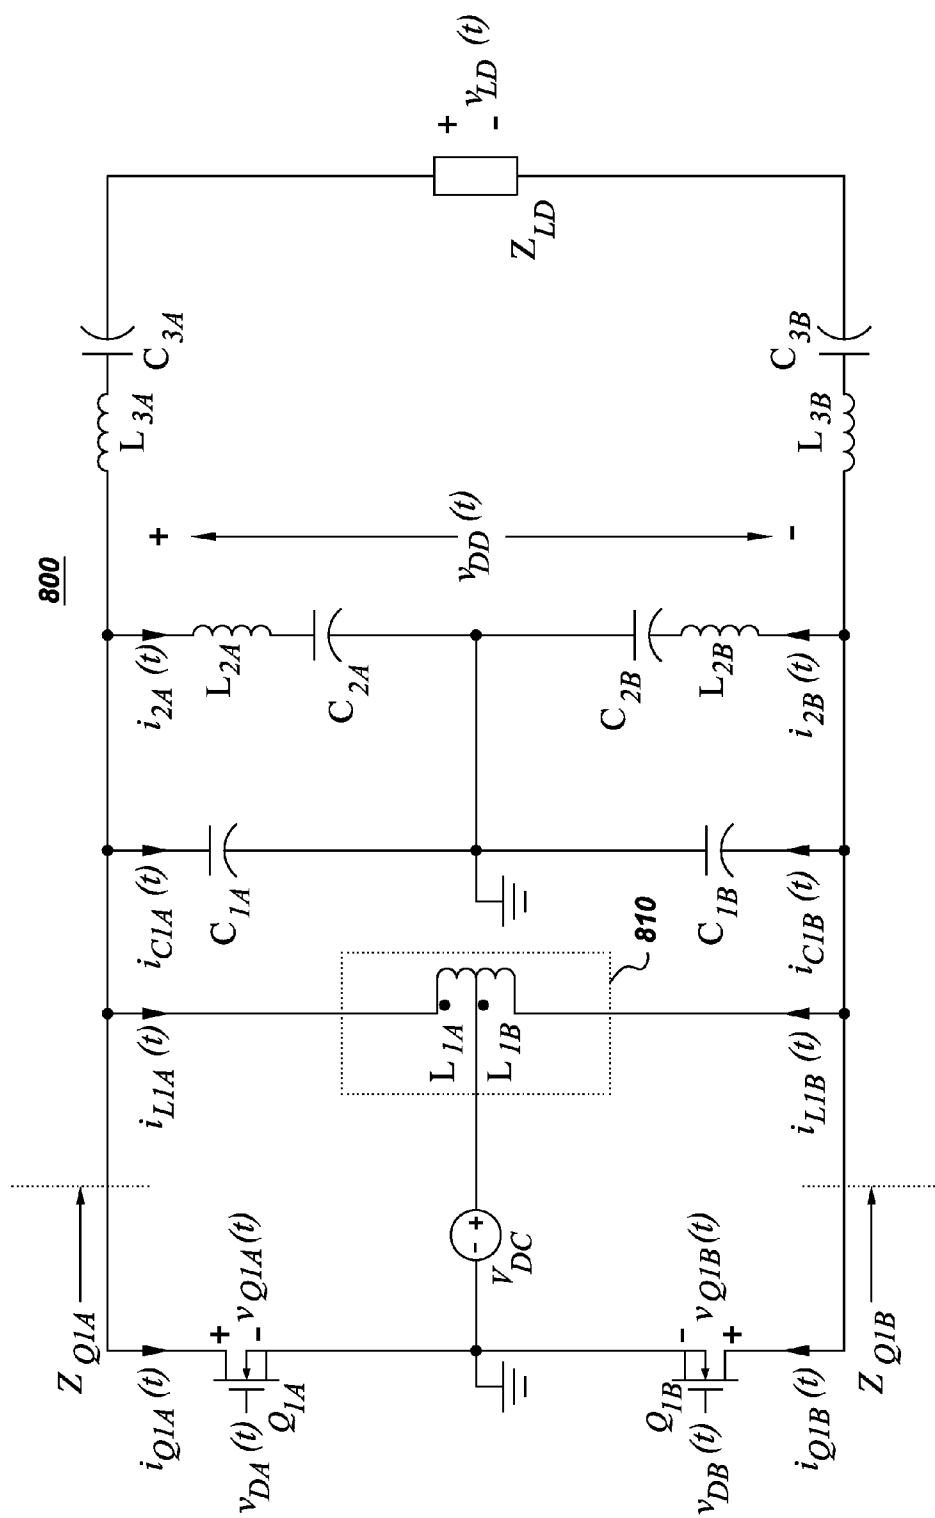 800
Z_Q1A
i_Q1A (t)
i_L1A (t)
i_C1A (t)
i_2A (t)
L_3A
C_3A
v_DA (t)
Q_1A
+
-
v_Q1A (t)
L_2A
C_2A
C_1A
+
V_DC
-
+
L_1A
L_1B
810
v_DD (t)
Z_LD
+
-
v_LD (t)
-
v_DB (t)
Q_1B
-
+
v_Q1B (t)
C_1B
C_2B
L_2B
i_Q1B (t)
i_L1B (t)
i_C1B (t)
i_2B (t)
L_3B
C_3B
Z_Q1B